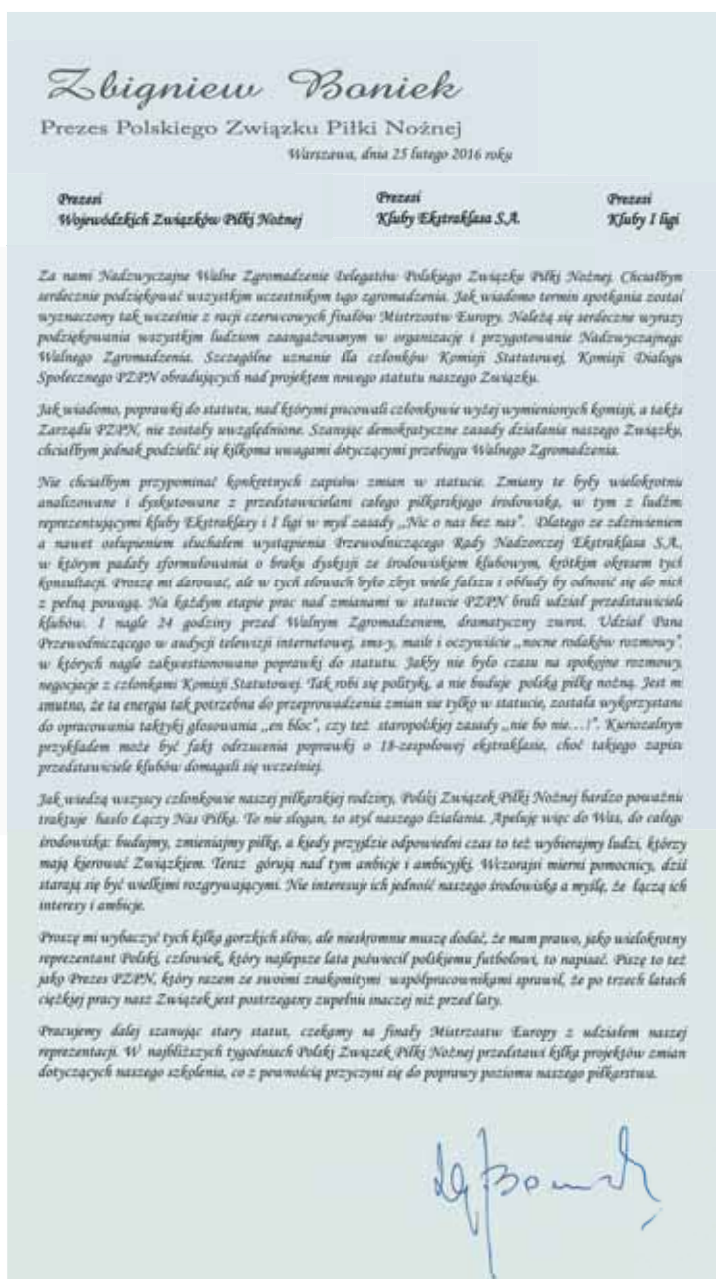 Zbigniew Boniek
Prezes Polskiego Związku Piłki Nożnej
Warszawa, dnia 25 lutego 2016 roku
Prezesi Prezesi Prezesi
Wojewódzkich Związków Piłki Nożnej Kluby Ekstraklasa S.A. Kluby I ligi
Za nami Nadzwyczajne Walne Zgromadzenie Delegatów Polskiego Związku Piłki Nożnej. Chciałbym
serdecznie podziękować wszystkim uczestnikom tgo zgromadzenia. Jak wiadomo termin spotkania został
wyznaczony tak wcześnie z racji czerwcowych finałów Mistrzostw Europy. Należą się serdeczne wyrazy
podziękowania wszystkim ludziom zaangażowanym w organizację i przygotowanie Nadzwyczajnego
Walnego Zgromadzenia. Szczególne uznanie dla członków Komisji Statutowej, Komisji Dialogu
Społecznego PZPN obradujących nad projektem nowego statutu naszego Związku.
Jak wiadomo, poprawki do statutu, nad którymi pracowali członkowie wyżej wymienionych komisji, a także
Zarządu PZPN, nie zostały uwzględnione. Szanując demokratyczne zasady działania naszego Związku,
chciałbym jednak podzielić się kilkoma uwagami dotyczącymi przebiegu Walnego Zgromadzenia.
Nie chciałbym przypominać konkretnych zapisów zmian w statucie. Zmiany te były wielokrotnie
analizowane i dyskutowane z przedstawicielami całego piłkarskiego środowiska, w tym z ludźmi
reprezentującymi kluby Ekstraklasy i I ligi w myśl zasady „Nic o nas bez nas”. Dlatego ze zdziwieniem
a nawet osłupieniem słuchałem wystąpienia Przewodniczącego Rady Nadzorczej Ekstraklasa S.A.,
w którym padały sformułowania o braku dyskusji ze środowiskiem klubowym, krótkim okresem tych
konsultacji. Proszę mi darować, ale w tych słowach było zbyt wiele fałszu i obłudy by odnosić się do nich
z pełną powagą. Na każdym etapie prac nad zmianami w statucie PZPN brali udział przedstawiciele
klubów. I nagle 24 godziny przed Walnym Zgromadzeniem, dramatyczny zwrot. Udział Pana
Przewodniczącego w audycji telewizji internetowej, sms-y, maile i oczywiście „nocne rodaków rozmowy”,
w których nagle zakwestionowano poprawki do statutu. Jakby nie było czasu na spokojne rozmowy,
negocjacje z członkami Komisji Statutowej. Tak robi się politykę, a nie buduje polską piłkę nożną. Jest mi
smutno, że ta energia tak potrzebna do przeprowadzenia zmian nie tylko w statucie, została wykorzystana
do opracowania taktyki głosowania „en bloc”, czy też staropolskiej zasady „nie bo nie…!”. Kuriozalnym
przykładem może być fakt odrzucenia poprawki o 18-zespołowej ekstraklasie, choć takiego zapisu
przedstawiciele klubów domagali się wcześniej.
Jak wiedzą wszyscy członkowie naszej piłkarskiej rodziny, Polski Związek Piłki Nożnej bardzo poważnie
traktuje hasło Łączy Nas Piłka. To nie slogan, to styl naszego działania. Apeluję więc do Was, do całego
środowiska: budujmy, zmieniajmy piłkę, a kiedy przyjdzie odpowiedni czas to też wybierajmy ludzi, którzy
mają kierować Związkiem. Teraz górują nad tym ambicje i ambicyjki. Wczorajsi mierni pomocnicy, dziś
starają się być wielkimi rozgrywającymi. Nie interesuje ich jedność naszego środowiska a myślę, że łączą ich
interesy i ambicje.
Proszę mi wybaczyć tych kilka gorzkich słów, ale nieskromnie muszę dodać, że mam prawo, jako wielokrotny
reprezentant Polski, człowiek, który najlepsze lata poświecił polskiemu futbolowi, to napisać. Piszę to też
jako Prezes PZPN, który razem ze swoimi znakomitymi współpracownikami sprawił, że po trzech latach
ciężkiej pracy nasz Związek jest postrzegany zupełnie inaczej niż przed laty.
Pracujemy dalej szanując stary statut, czekamy na finały Mistrzostw Europy z udziałem naszej
reprezentacji. W najbliższych tygodniach Polski Związek Piłki Nożnej przedstawi kilka projektów zmian
dotyczących naszego szkolenia, co z pewnością przyczyni się do poprawy poziomu naszego piłkarstwa.